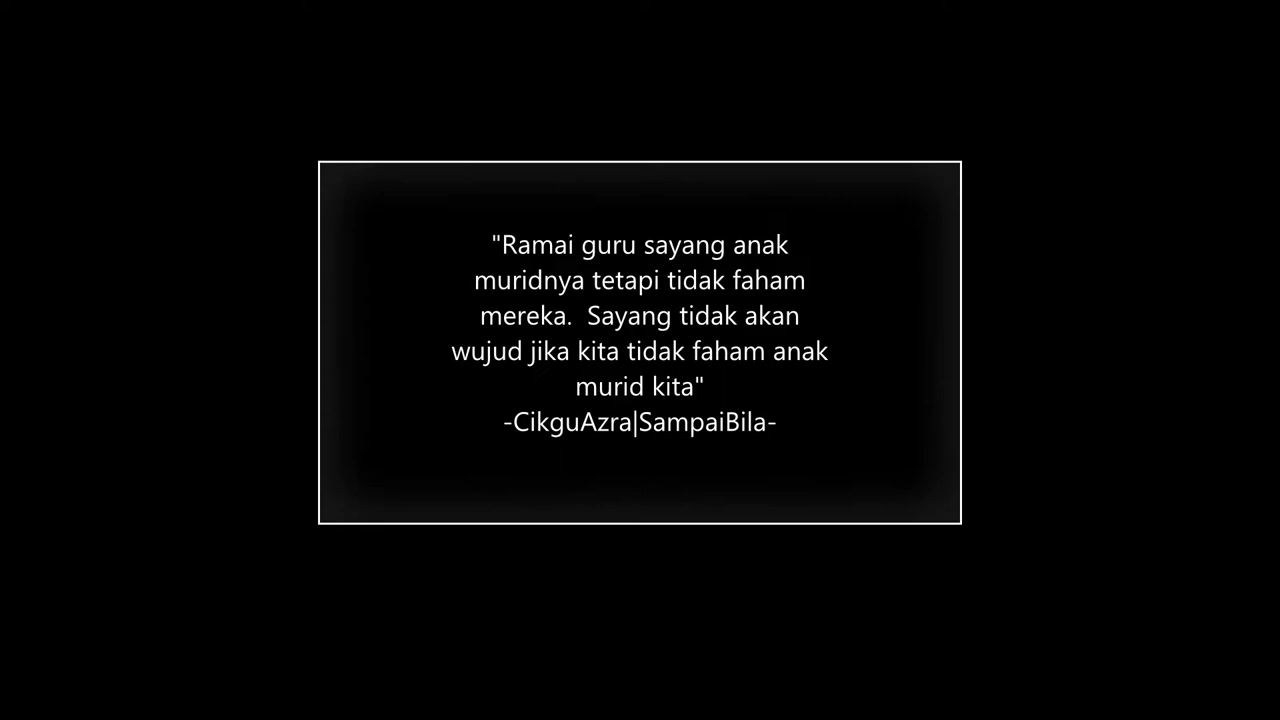 "Ramai guru sayang anak
muridnya tetapi tidak faham
mereka.  Sayang tidak akan
wujud jika kita tidak faham anak
murid kita"
-CikguAzra|SampaiBila-